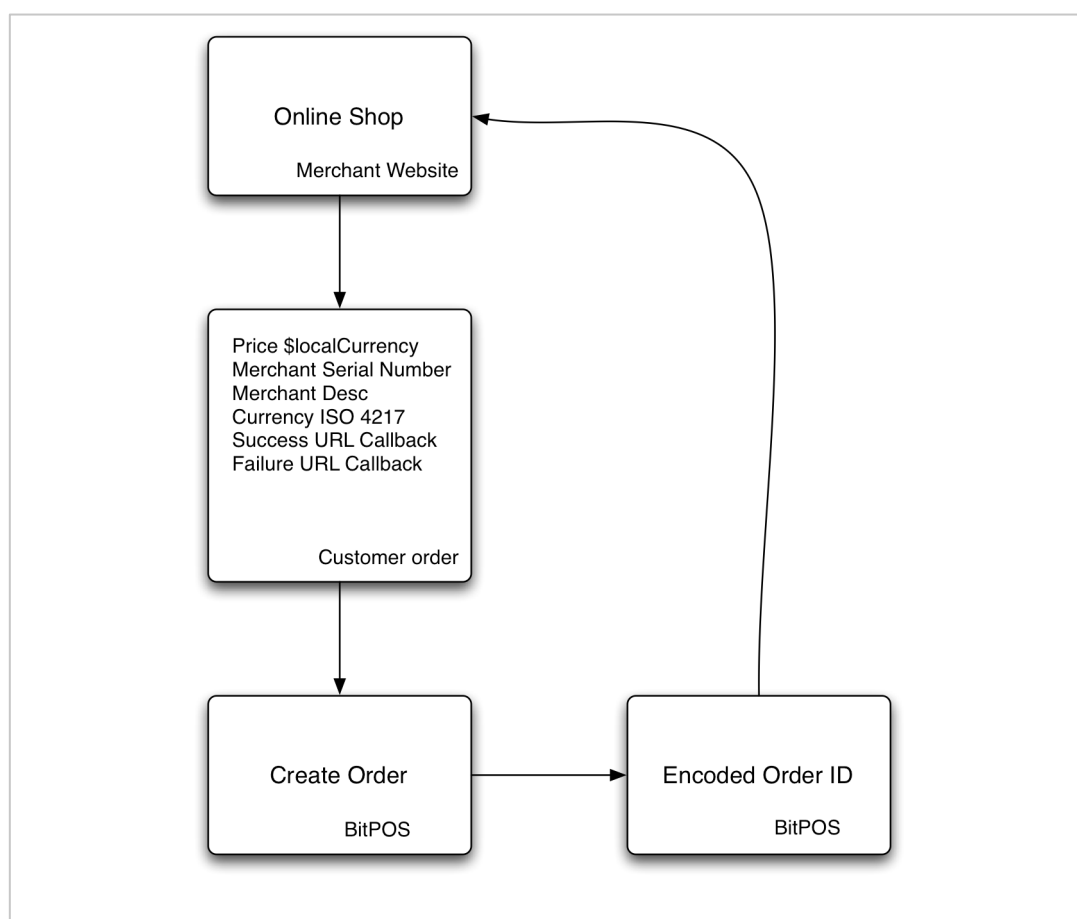 Online Shop
Merchant Website
Price $localCurrency
Merchant Serial Number
Merchant Desc
Currency ISO 4217
Success URL Callback
Failure URL Callback
Customer order
Create Order
BitPOS
Encoded Order ID
BitPOS